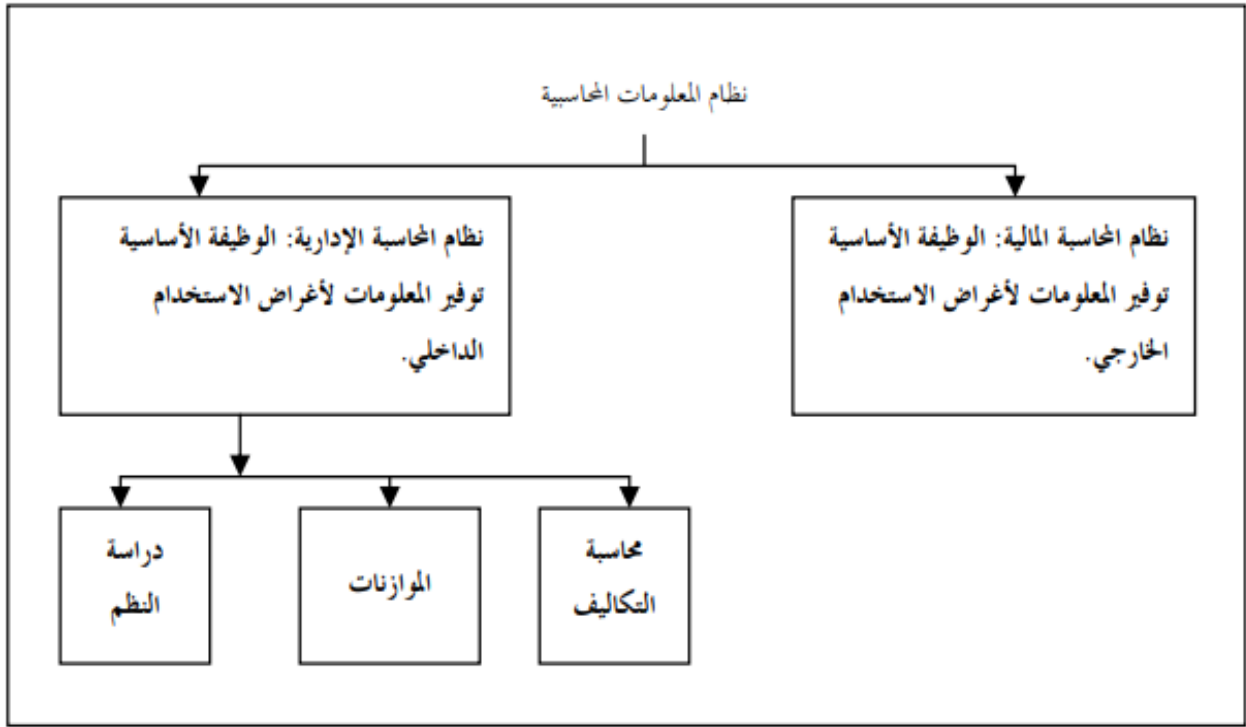 نظام المعلومات المحاسبية
نظام المحاسبة المالية: الوظيفة الأساسية
توفير المعلومات لأغراض الاستخدام
الخارجي.
نظام المحاسبة الإدارية: الوظيفة الأساسية
توفير المعلومات لأغراض الاستخدام
الداخلي.
محاسبة
التكاليف
الموازنات
دراسة
النظم